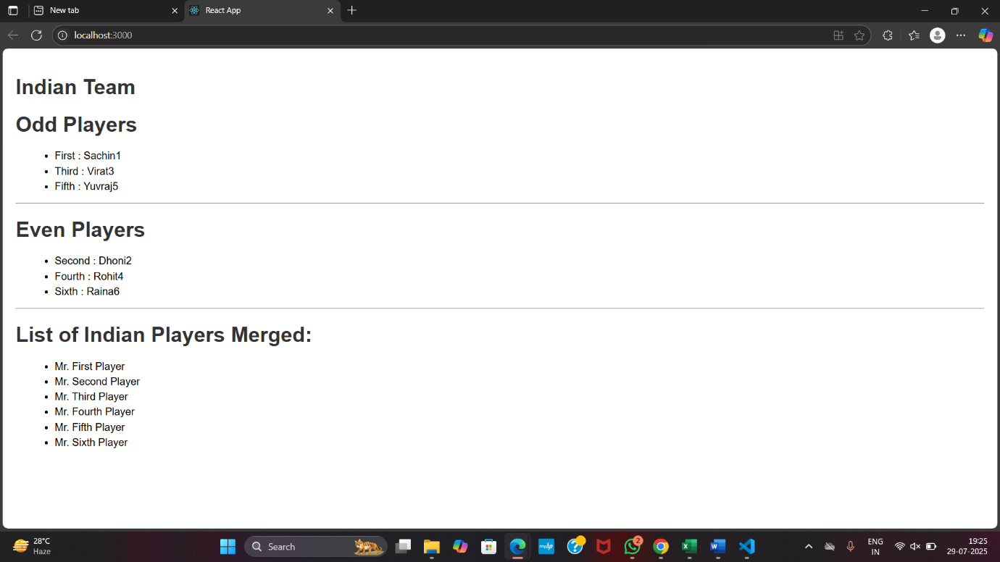 New tab
React App
localhost:3000
Indian Team
Odd Players
First : Sachin1
Third : Virat3
Fifth : Yuvraj5
Even Players
Second : Dhoni2
Fourth : Rohit4
Sixth : Raina6
List of Indian Players Merged:
Mr. First Player
Mr. Second Player
Mr. Third Player
Mr. Fourth Player
Mr. Fifth Player
Mr. Sixth Player
28°C
Haze
Search
myhp
2
ENG
IN
19:25
29-07-2025